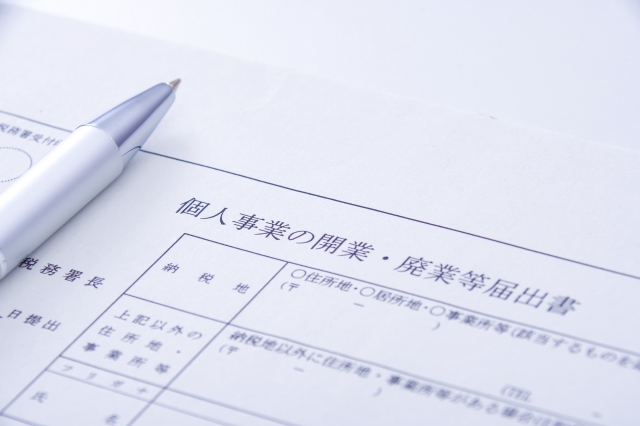 税務署受付
個人事業の開業・廃業等届出書
税務署長
日提出
納税地
○住所地・○居所地・○事業所等(該当するものを
(〒 － )
(TEL
上記以外の
住所地・
事業所等
納税地以外に住所地・事業所等がある場合は
(〒 － )
フリガナ
氏名